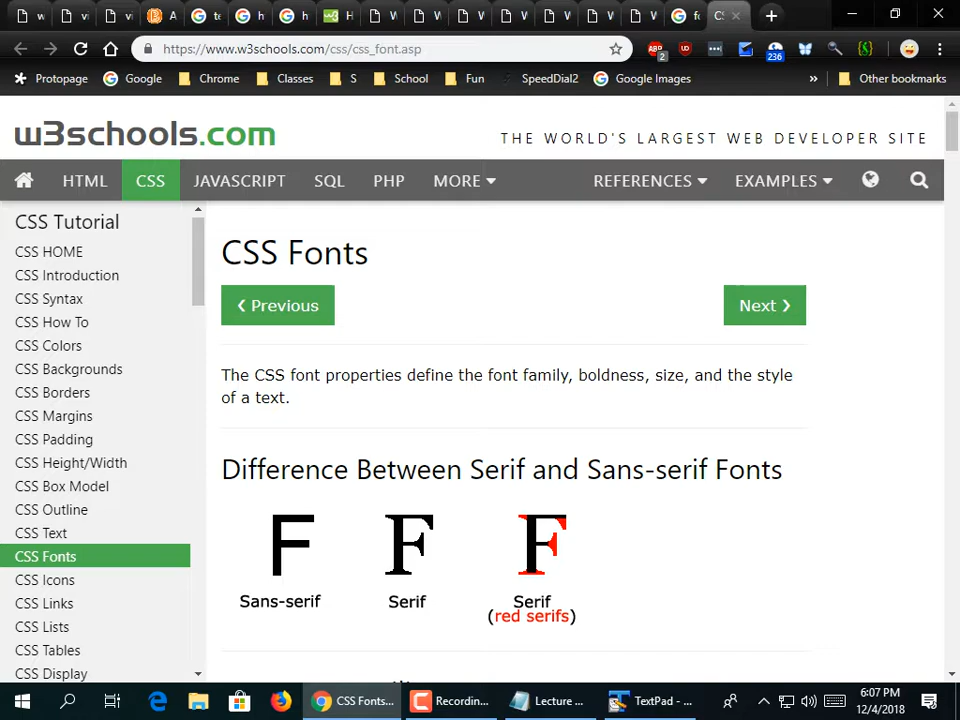 https://www.w3schools.com/css/css_font.asp
2
236
Protopage
Google
Chrome
Classes
S
School
Fun
SpeedDial2
Google Images
»
Other bookmarks
w3schools.com
THE WORLD'S LARGEST WEB DEVELOPER SITE
HTML
CSS
JAVASCRIPT
SQL
PHP
MORE
REFERENCES
EXAMPLES
CSS Tutorial
CSS HOME
CSS Introduction
CSS Syntax
CSS How To
CSS Colors
CSS Backgrounds
CSS Borders
CSS Margins
CSS Padding
CSS Height/Width
CSS Box Model
CSS Outline
CSS Text
CSS Fonts
CSS Icons
CSS Links
CSS Lists
CSS Tables
CSS Display
CSS Fonts
❮ Previous
Next ❯
The CSS font properties define the font family, boldness, size, and the style
of a text.
Difference Between Serif and Sans-serif Fonts
F F F
Sans-serif
Serif
Serif
(red serifs)
CSS Fonts...
Recording...
Lecture ...
TextPad - ...
6:07 PM
12/4/2018